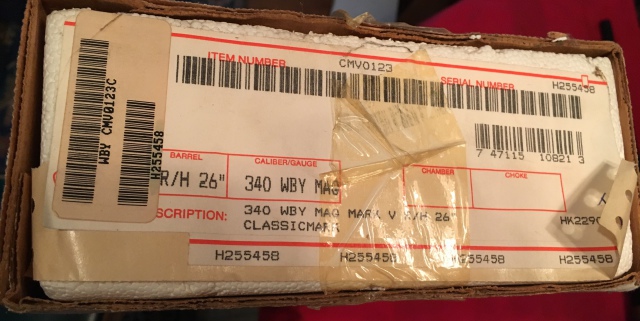 WBY CMV0123C
H255458
ITEM NUMBER CMV0123 SERIAL NUMBER H255458
7 47115 10821 3
BARREL CALIBER/GAUGE CHAMBER CHOKE
R/H 26" 340 WBY MAG
SCRIPTION: 340 WBY MAG MARK V R/H 26"
CLASSICMARK
HK2290
H255458 H255458 H255458 H255458